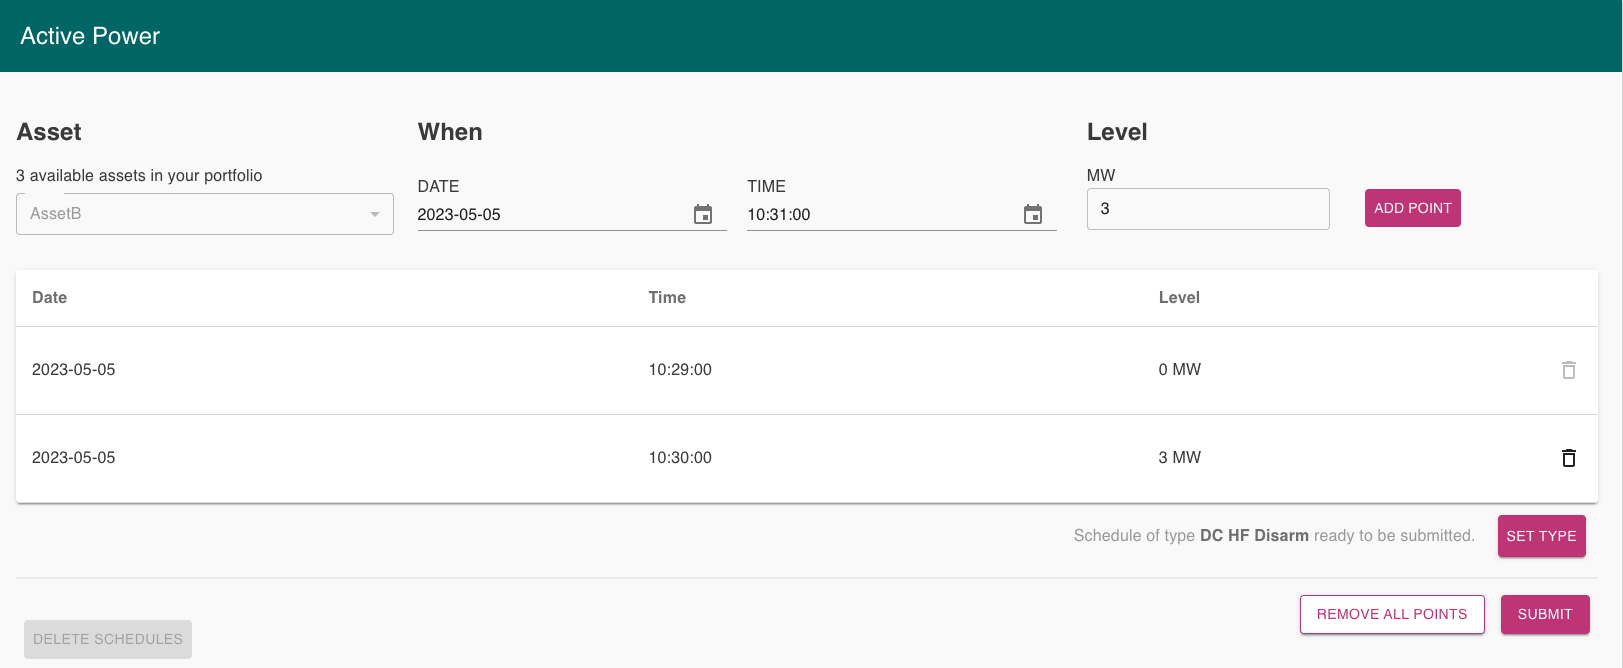 Active Power
Asset
When
Level
3 available assets in your portfolio
DATE
TIME
MW
AssetB
2023-05-05
10:31:00
3
ADD POINT
Date
Time
Level
2023-05-05
10:29:00
0 MW
2023-05-05
10:30:00
3 MW
Schedule of type DC HF Disarm ready to be submitted.
SET TYPE
REMOVE ALL POINTS
SUBMIT
DELETE SCHEDULES